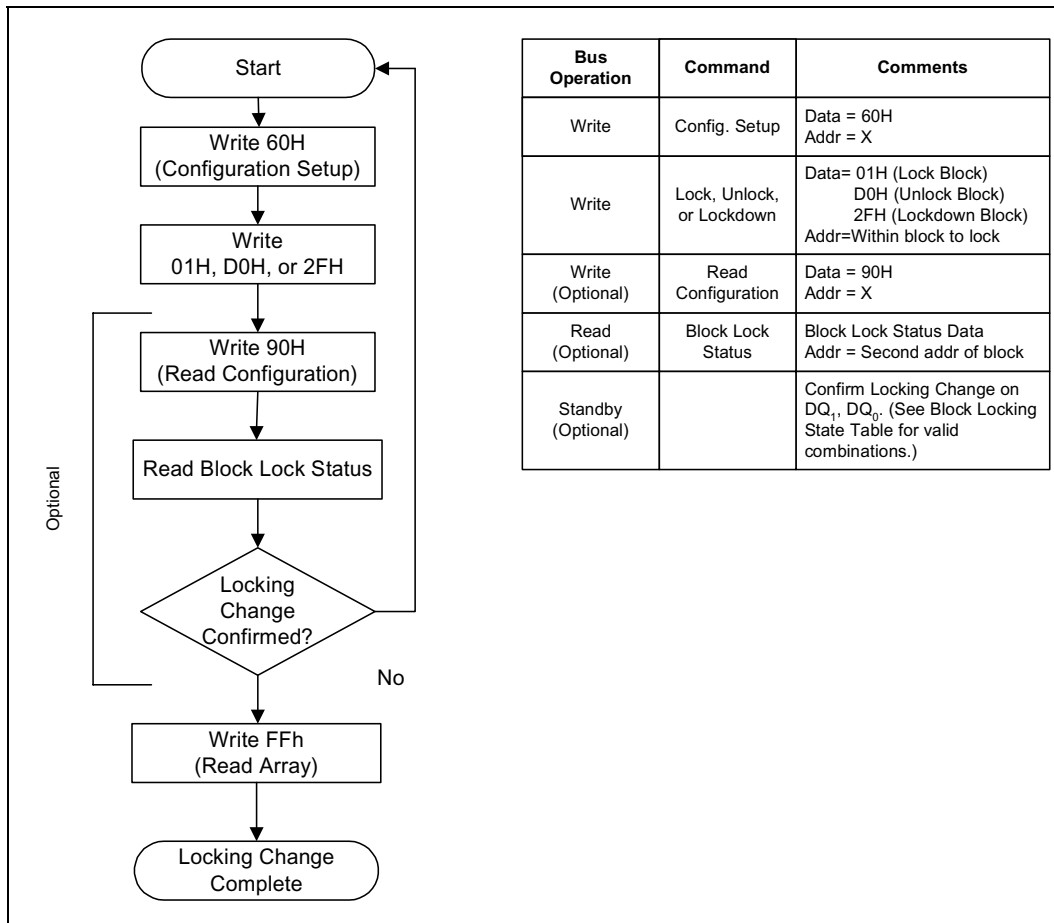 Start
Write 60H
(Configuration Setup)
Write
01H, D0H, or 2FH
Optional
Write 90H
(Read Configuration)
Read Block Lock Status
Locking
Change
Confirmed?
No
Write FFh
(Read Array)
Locking Change
Complete
Bus
Operation
Command
Comments
Write
Config. Setup
Data = 60H
Addr = X
Write
Lock, Unlock,
or Lockdown
Data= 01H (Lock Block)
D0H (Unlock Block)
2FH (Lockdown Block)
Addr=Within block to lock
Write
(Optional)
Read
Configuration
Data = 90H
Addr = X
Read
(Optional)
Block Lock
Status
Block Lock Status Data
Addr = Second addr of block
Standby
(Optional)
Confirm Locking Change on
DQ1, DQ0. (See Block Locking
State Table for valid
combinations.)